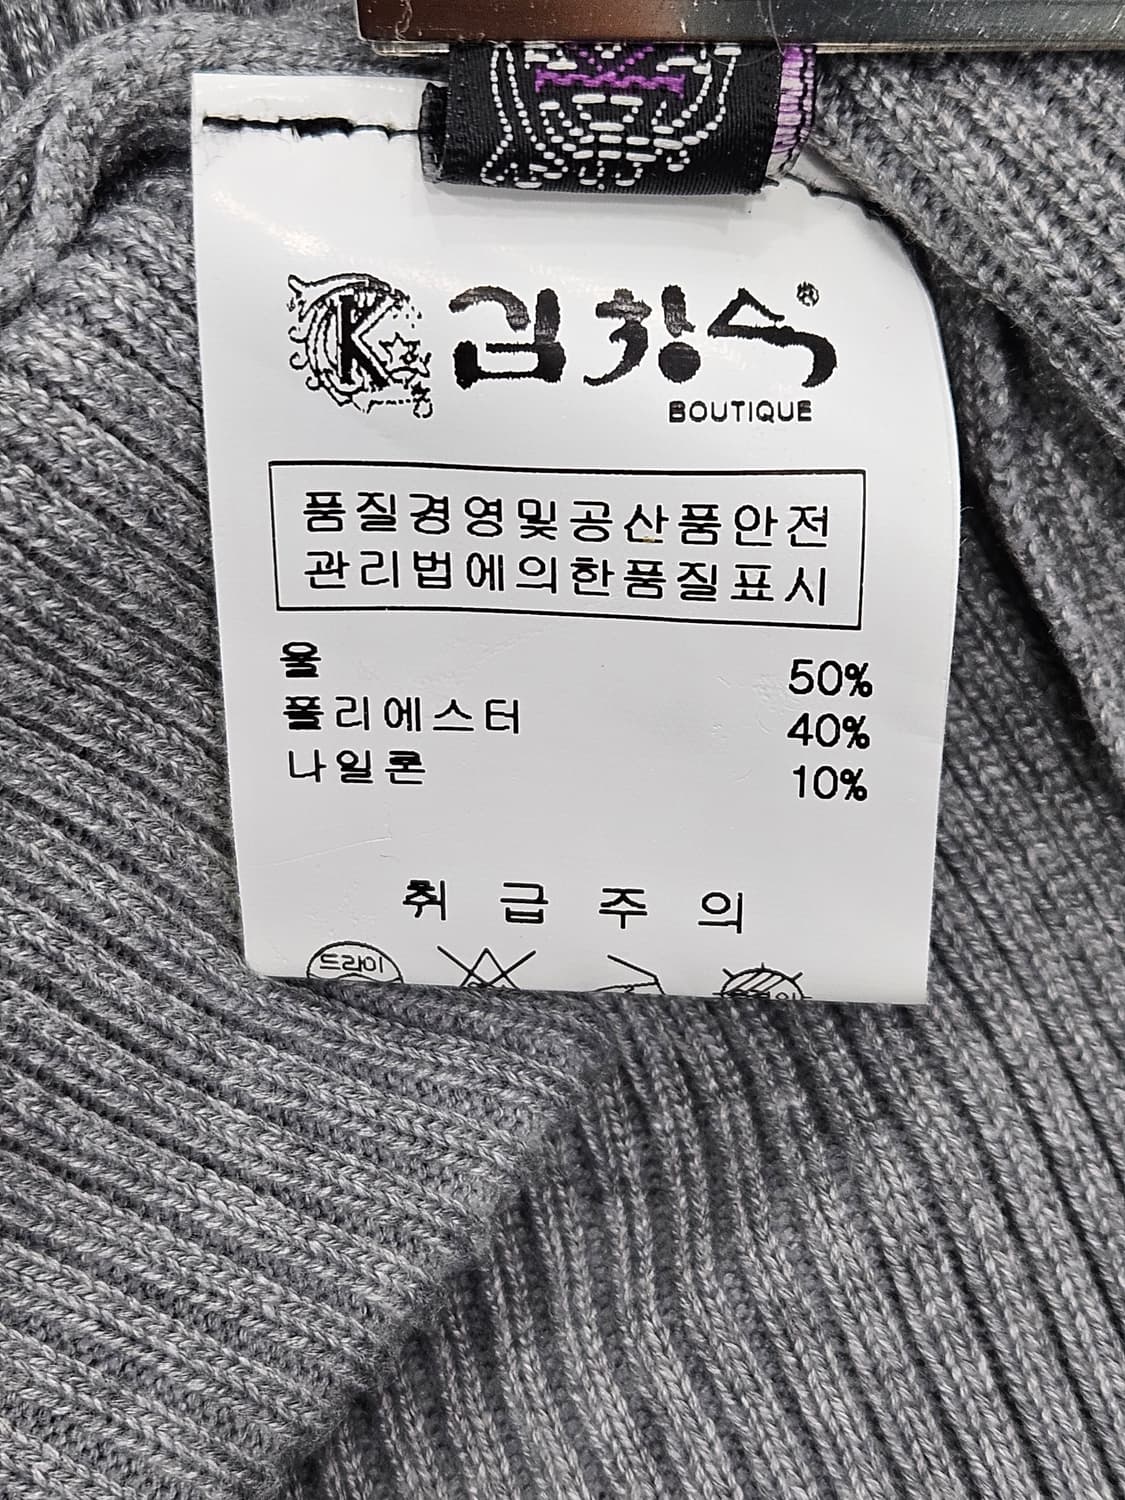 K 김창숙®
BOUTIQUE
품질경영및공산품안전
관리법에의한품질표시
울 50%
폴리에스터 40%
나일론 10%
취급주의
드라이